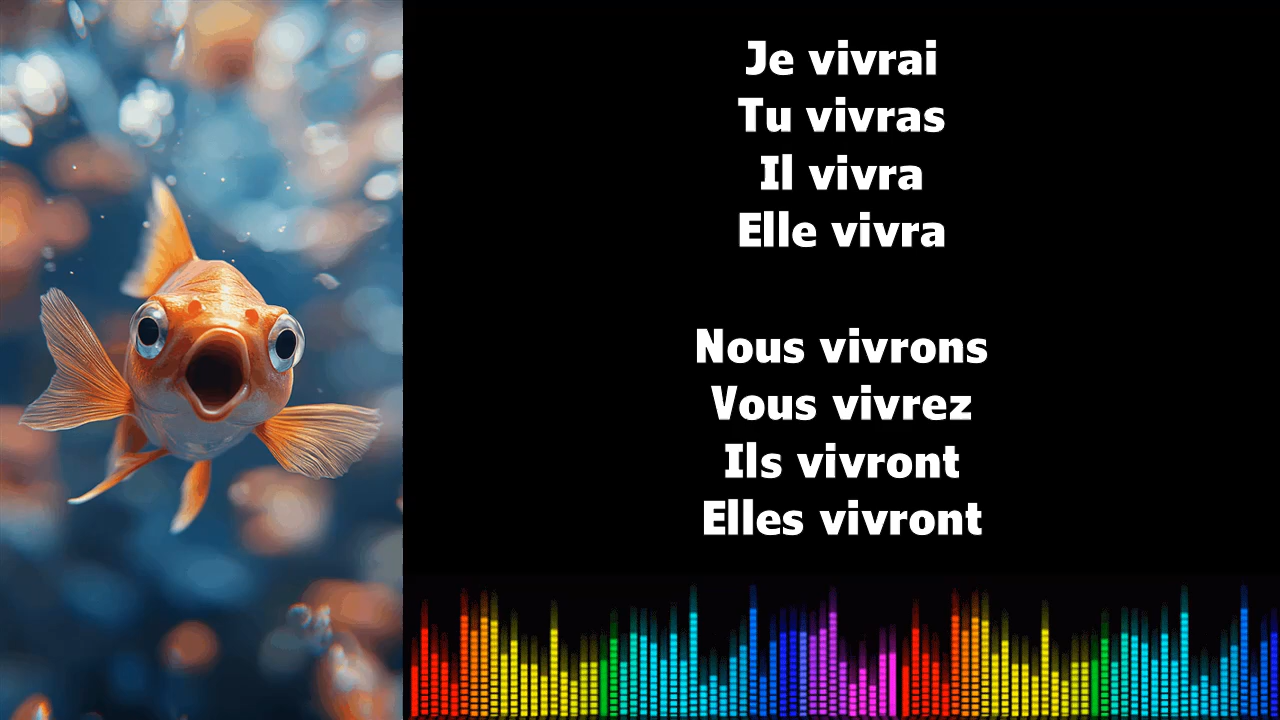 Je vivrai
Tu vivras
Il vivra
Elle vivra
Nous vivrons
Vous vivrez
Ils vivront
Elles vivront